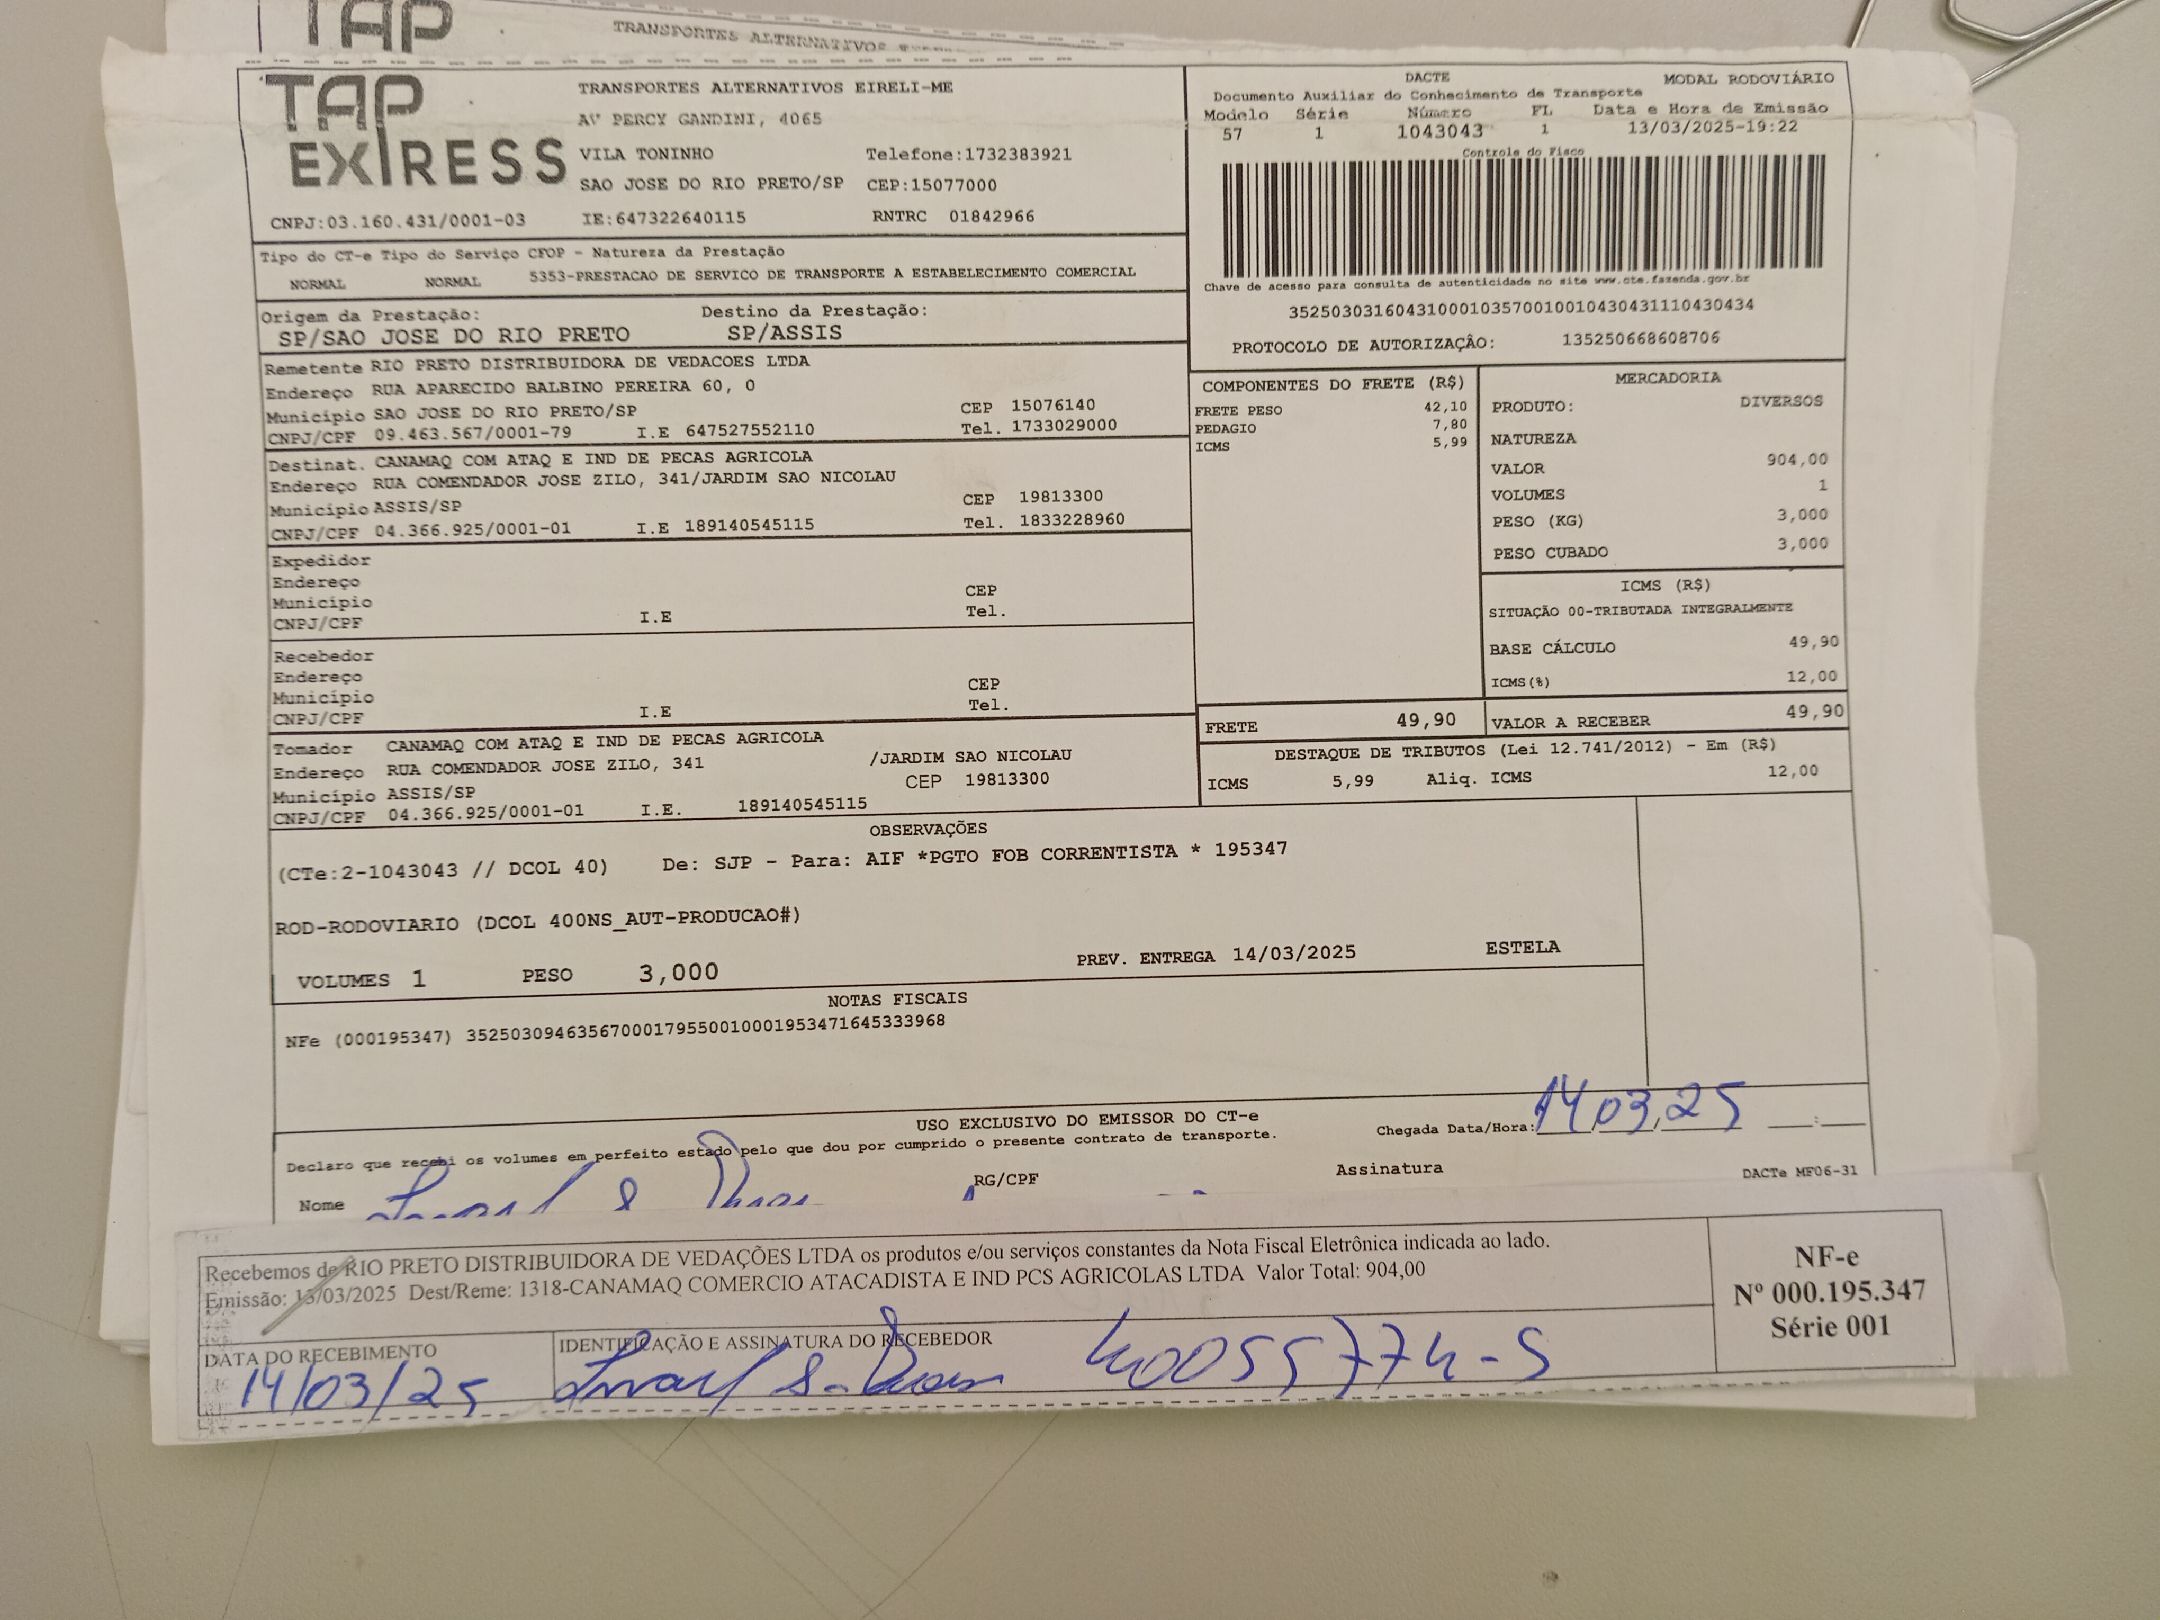 TAP
TRANSPORTES ALTERNATIVOS
TAP EXPRESS
TRANSPORTES ALTERNATIVOS EIRELI-ME
AV PERCY GANDINI, 4065
VILA TONINHO Telefone:1732383921
SAO JOSE DO RIO PRETO/SP CEP:15077000
CNPJ:03.160.431/0001-03 IE:647322640115 RNTRC 01842966
DACTE MODAL RODOVIÁRIO
Documento Auxiliar do Conhecimento de Transporte
Modelo Série Número FL Data e Hora de Emissão
57 1 1043043 1 13/03/2025-19:22
Controle do Fisco
Chave de acesso para consulta de autenticidade no site www.cte.fazenda.gov.br
35250303160431000103570010010430431110430434
PROTOCOLO DE AUTORIZAÇÂO: 135250668608706
Tipo do CT-e Tipo do Serviço CFOP - Natureza da Prestação
NORMAL NORMAL 5353-PRESTACAO DE SERVICO DE TRANSPORTE A ESTABELECIMENTO COMERCIAL
Origem da Prestação: Destino da Prestação:
SP/SAO JOSE DO RIO PRETO SP/ASSIS
Remetente RIO PRETO DISTRIBUIDORA DE VEDACOES LTDA
Endereço RUA APARECIDO BALBINO PEREIRA 60, 0
Município SAO JOSE DO RIO PRETO/SP CEP 15076140
CNPJ/CPF 09.463.567/0001-79 I.E 647527552110 Tel. 1733029000
Destinat. CANAMAQ COM ATAQ E IND DE PECAS AGRICOLA
Endereço RUA COMENDADOR JOSE ZILO, 341/JARDIM SAO NICOLAU
Município ASSIS/SP CEP 19813300
CNPJ/CPF 04.366.925/0001-01 I.E 189140545115 Tel. 1833228960
Expedidor
Endereço
Município CEP
CNPJ/CPF I.E Tel.
Recebedor
Endereço
Município CEP
CNPJ/CPF I.E Tel.
Tomador CANAMAQ COM ATAQ E IND DE PECAS AGRICOLA
Endereço RUA COMENDADOR JOSE ZILO, 341 /JARDIM SAO NICOLAU
Município ASSIS/SP CEP 19813300
CNPJ/CPF 04.366.925/0001-01 I.E. 189140545115
COMPONENTES DO FRETE (R$)
FRETE PESO 42,10
PEDAGIO 7,80
ICMS 5,99
MERCADORIA
PRODUTO: DIVERSOS
NATUREZA
VALOR 904,00
VOLUMES 1
PESO (KG) 3,000
PESO CUBADO 3,000
ICMS (R$)
SITUAÇÃO 00-TRIBUTADA INTEGRALMENTE
BASE CÁLCULO 49,90
ICMS(%) 12,00
FRETE 49,90 VALOR A RECEBER 49,90
DESTAQUE DE TRIBUTOS (Lei 12.741/2012) - Em (R$)
ICMS 5,99 Aliq. ICMS 12,00
OBSERVAÇÕES
(CTe:2-1043043 // DCOL 40) De: SJP - Para: AIF *PGTO FOB CORRENTISTA * 195347
ROD-RODOVIARIO (DCOL 400NS_AUT-PRODUCAO#)
VOLUMES 1 PESO 3,000 PREV. ENTREGA 14/03/2025 ESTELA
NOTAS FISCAIS
NFe (000195347) 35250309463567000179550010001953471645333968
USO EXCLUSIVO DO EMISSOR DO CT-e
Declaro que recebi os volumes em perfeito estado pelo que dou por cumprido o presente contrato de transporte.
Chegada Data/Hora: 14 03 25 :
Nome RG/CPF Assinatura DACTe MF06-31
Recebemos de RIO PRETO DISTRIBUIDORA DE VEDAÇÕES LTDA os produtos e/ou serviços constantes da Nota Fiscal Eletrônica indicada ao lado.
Emissão: 13/03/2025 Dest/Reme: 1318-CANAMAQ COMERCIO ATACADISTA E IND PCS AGRICOLAS LTDA Valor Total: 904,00
DATA DO RECEBIMENTO IDENTIFICAÇÃO E ASSINATURA DO RECEBEDOR
14/03/25 40055774-5
NF-e
Nº 000.195.347
Série 001